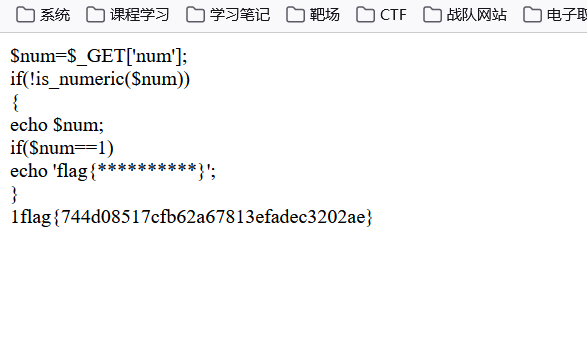 系统 课程学习 学习笔记 靶场 CTF 战队网站 电子取
$num=$_GET['num'];
if(!is_numeric($num))
{
echo $num;
if($num==1)
echo 'flag{**********}';
}
1flag{744d08517cfb62a67813efadec3202ae}